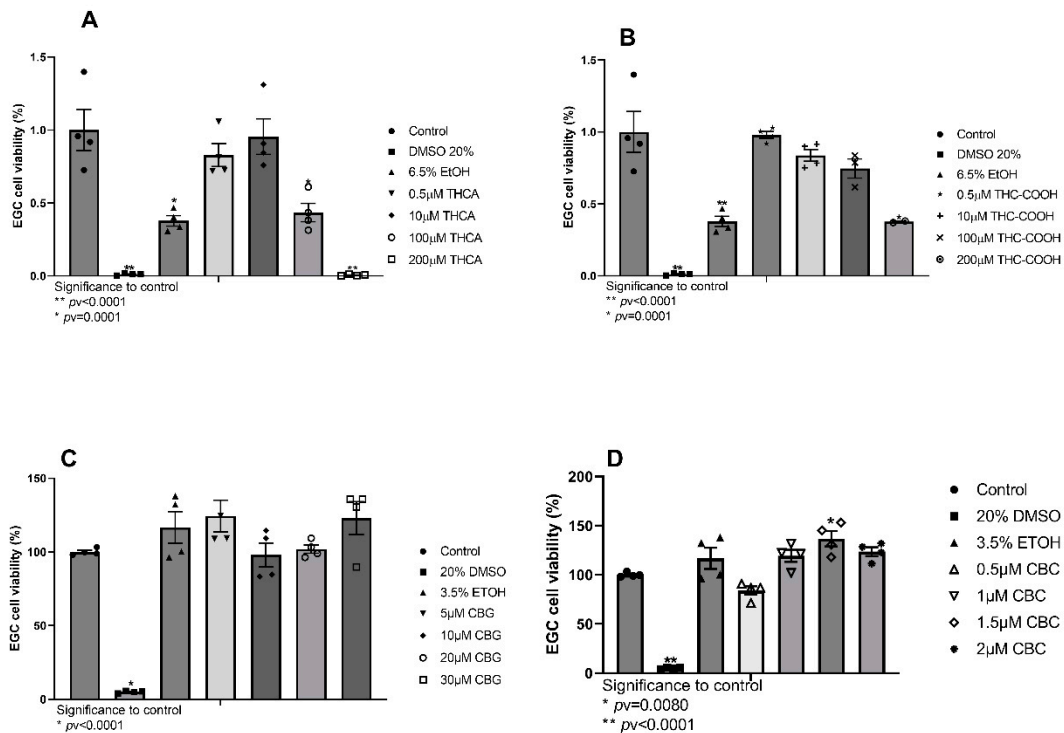 A
EGC cell viability (%)
1.5
1.0
0.5
0.0
**
*
*
**
Control
DMSO 20%
6.5% EtOH
0.5µM THCA
10µM THCA
100µM THCA
200µM THCA
Significance to control
** pv<0.0001
* pv=0.0001
B
EGC cell viability (%)
1.5
1.0
0.5
0.0
**
**
*
Control
DMSO 20%
6.5% EtOH
0.5µM THC-COOH
10µM THC-COOH
100µM THC-COOH
200µM THC-COOH
Significance to control
** pv<0.0001
* pv=0.0001
C
EGC cell viability (%)
150
100
50
0
*
Control
20% DMSO
3.5% ETOH
5µM CBG
10µM CBG
20µM CBG
30µM CBG
Significance to control
* pv<0.0001
D
EGC cell viability (%)
200
150
100
50
0
**
*
Control
20% DMSO
3.5% ETOH
0.5µM CBC
1µM CBC
1.5µM CBC
2µM CBC
Significance to control
* pv=0.0080
** pv<0.0001